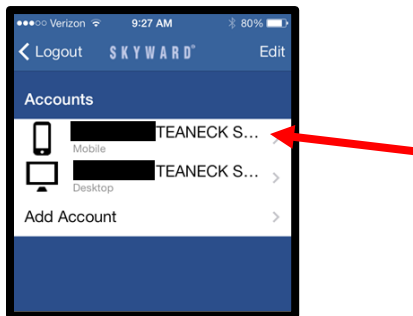 Verizon 9:27 AM 80%
Logout SKYWARD® Edit
Accounts
TEANECK S...
Mobile
TEANECK S...
Desktop
Add Account